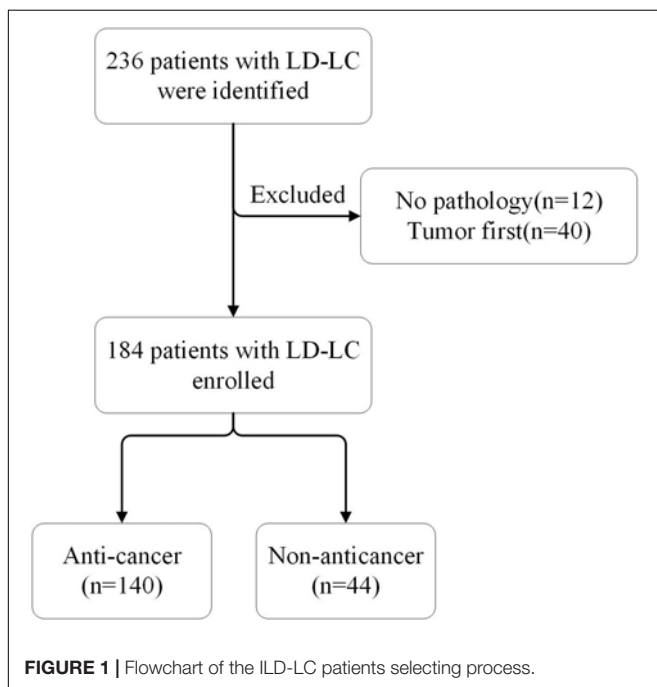 236 patients with LD-LC
were identified
Excluded
No pathology(n=12)
Tumor first(n=40)
184 patients with LD-LC
enrolled
Anti-cancer
(n=140)
Non-anticancer
(n=44)
FIGURE 1 | Flowchart of the ILD-LC patients selecting process.